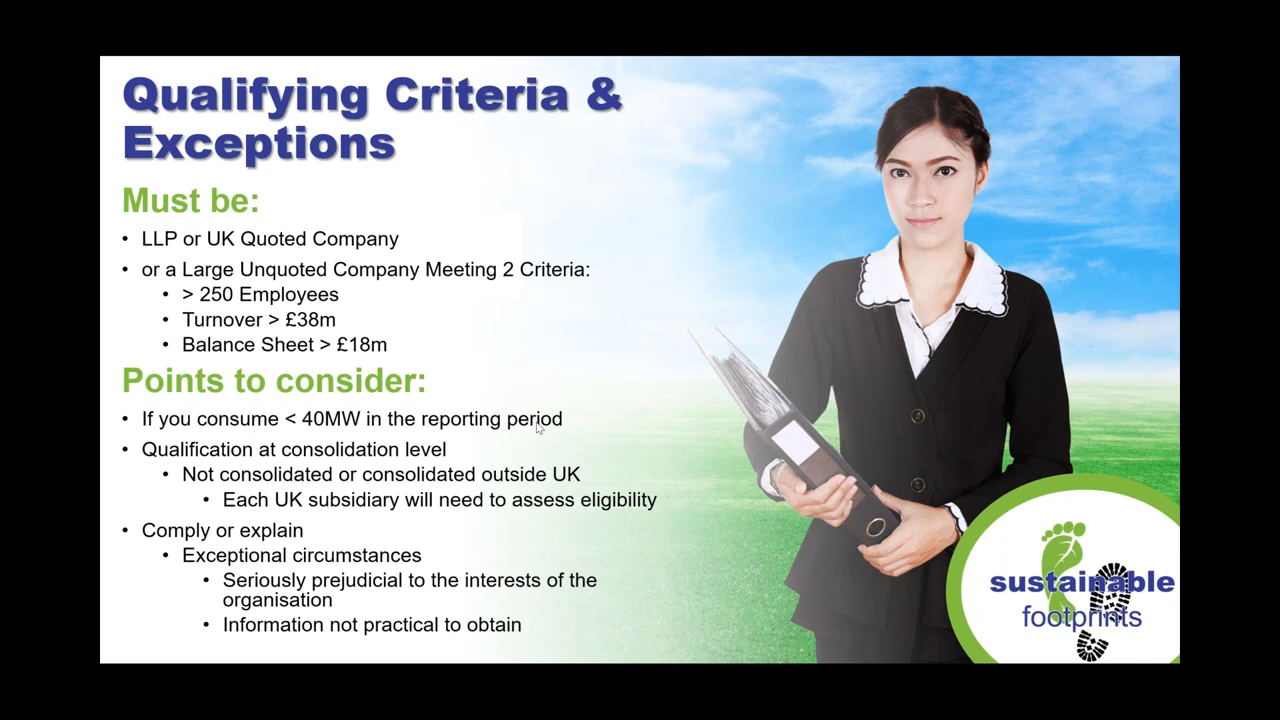 Qualifying Criteria &
Exceptions
Must be:
• LLP or UK Quoted Company
• or a Large Unquoted Company Meeting 2 Criteria:
• > 250 Employees
• Turnover > £38m
• Balance Sheet > £18m
Points to consider:
• If you consume < 40MW in the reporting period
• Qualification at consolidation level
• Not consolidated or consolidated outside UK
• Each UK subsidiary will need to assess eligibility
• Comply or explain
• Exceptional circumstances
• Seriously prejudicial to the interests of the
organisation
• Information not practical to obtain
sustainable
footprints